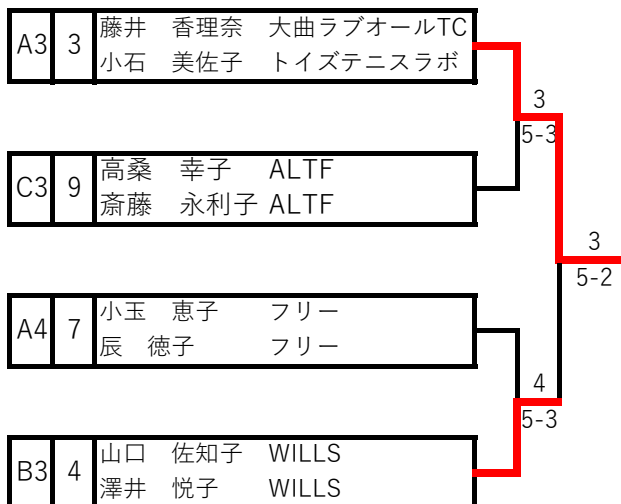 A3 3 藤井 香理奈 大曲ラブオールTC
小石 美佐子 トイズテニスラボ
3
5-3
C3 9 高桑 幸子 ALTF
斎藤 永利子 ALTF
3
5-2
A4 7 小玉 恵子 フリー
辰 徳子 フリー
4
5-3
B3 4 山口 佐知子 WILLS
澤井 悦子 WILLS